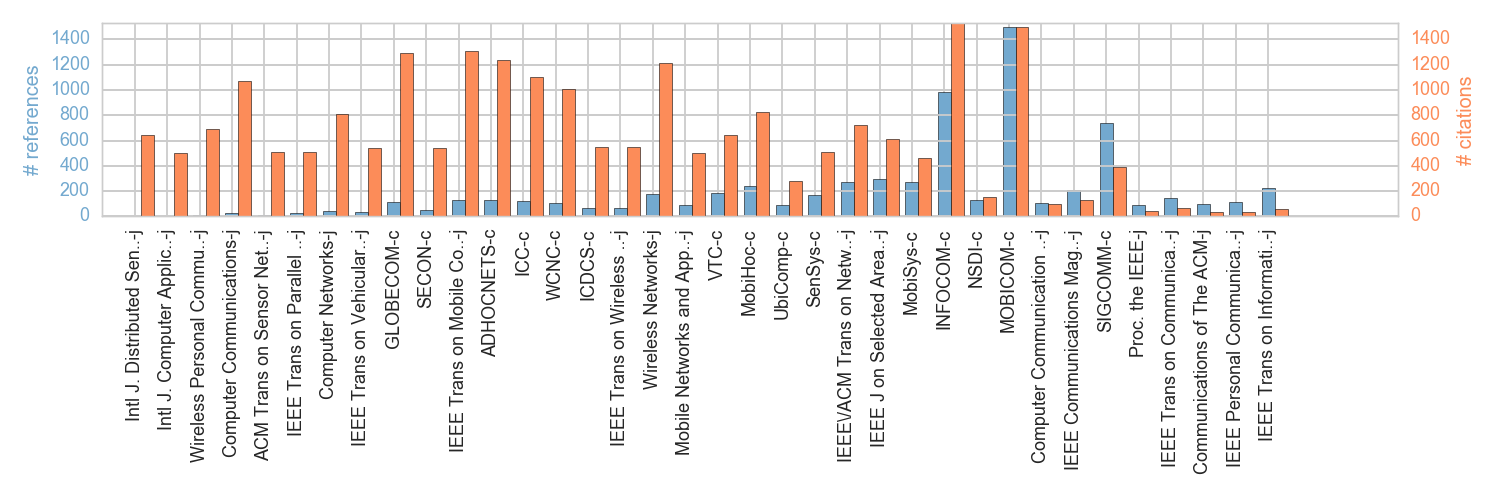 # references
1400
1200
1000
800
600
400
200
0
1400
1200
1000
800
600
400
200
0
# citations
Intl J. Distributed Sen..-j
Intl J. Computer Applic..-j
Wireless Personal Commu..-j
Computer Communications-j
ACM Trans on Sensor Net..-j
IEEE Trans on Parallel ..-j
Computer Networks-j
IEEE Trans on Vehicular..-j
GLOBECOM-c
SECON-c
IEEE Trans on Mobile Co..-j
ADHOCNETS-c
ICC-c
WCNC-c
ICDCS-c
IEEE Trans on Wireless ..-j
Wireless Networks-j
Mobile Networks and App..-j
VTC-c
MobiHoc-c
UbiComp-c
SenSys-c
IEEEVACM Trans on Netw..-j
IEEE J on Selected Area..-j
MobiSys-c
INFOCOM-c
NSDI-c
MOBICOM-c
Computer Communication ..-j
IEEE Communications Mag..-j
SIGCOMM-c
Proc. the IEEE-j
IEEE Trans on Communica..-j
Communications of The ACM-j
IEEE Personal Communica..-j
IEEE Trans on Informati..-j